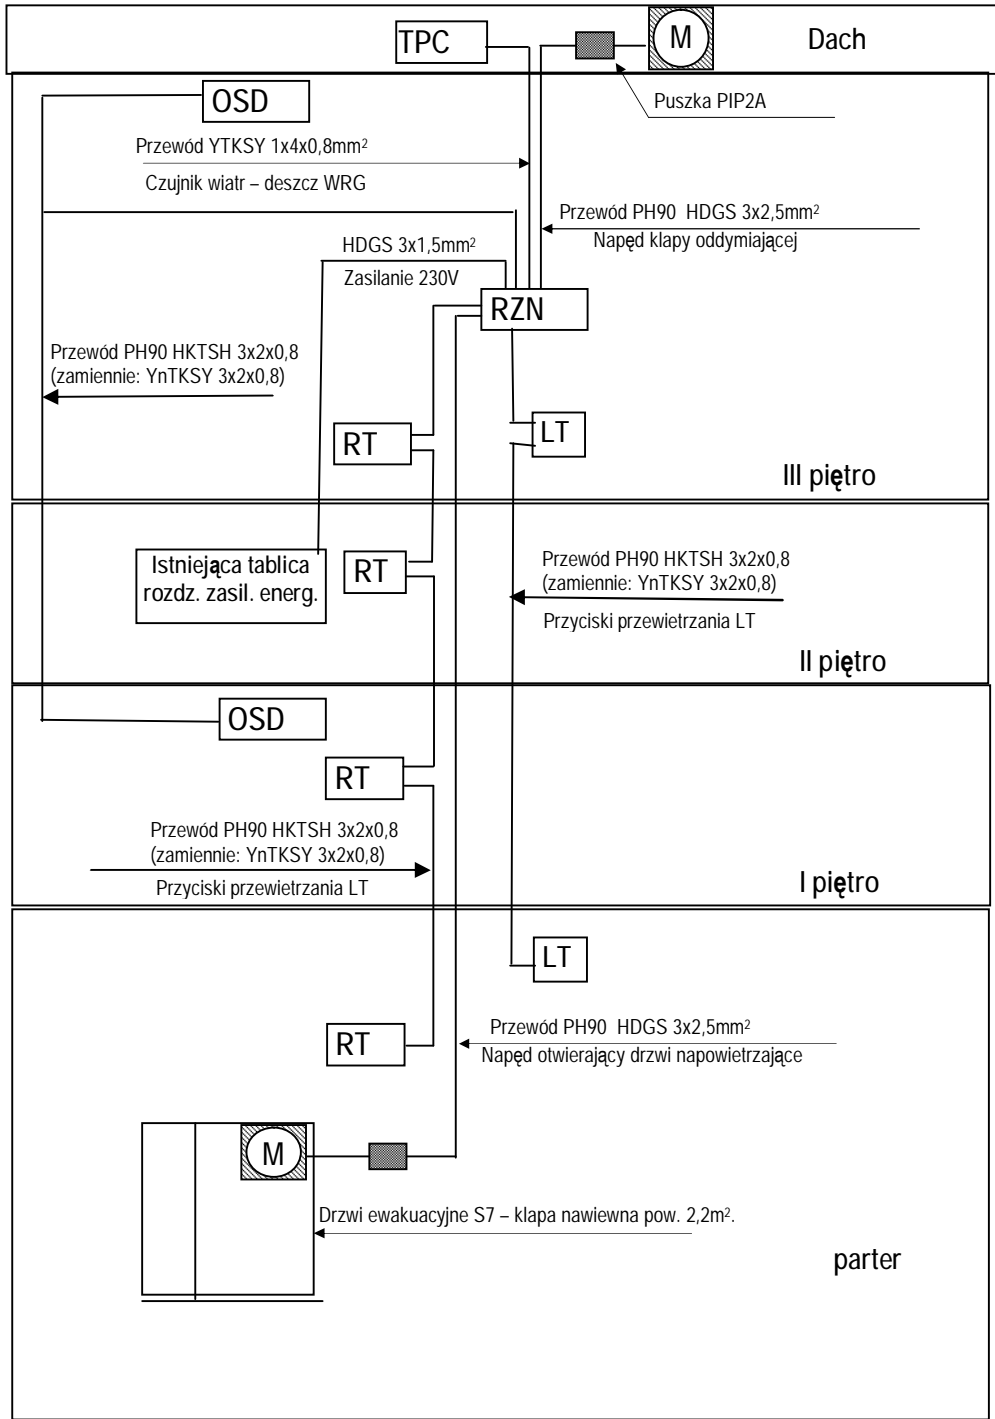 TPC
M
Dach
OSD
Puszka PIP2A
Przewód YTKSY 1x4x0,8mm²
Czujnik wiatr – deszcz WRG
Przewód PH90 HDGS 3x2,5mm²
Napęd klapy oddymiającej
HDGS 3x1,5mm²
Zasilanie 230V
RZN
Przewód PH90 HKTSH 3x2x0,8
(zamiennie: YnTKSY 3x2x0,8)
RT
LT
III piętro
Istniejąca tablica
rozdz. zasil. energ.
RT
Przewód PH90 HKTSH 3x2x0,8
(zamiennie: YnTKSY 3x2x0,8)
Przyciski przewietrzania LT
II piętro
OSD
RT
Przewód PH90 HKTSH 3x2x0,8
(zamiennie: YnTKSY 3x2x0,8)
Przyciski przewietrzania LT
I piętro
LT
RT
Przewód PH90 HDGS 3x2,5mm²
Napęd otwierający drzwi napowietrzające
M
Drzwi ewakuacyjne S7 – klapa nawiewna pow. 2,2m².
parter